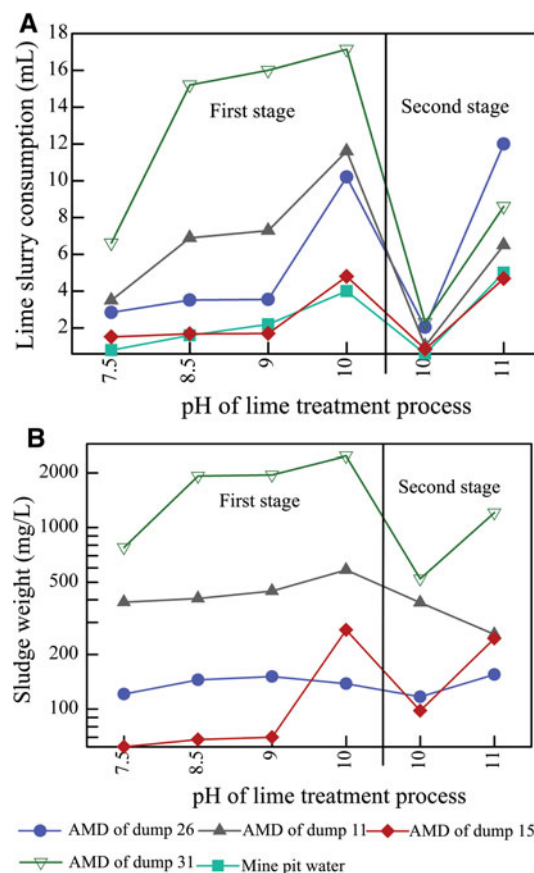 A
18
16
14
12
10
8
6
4
2
Lime slurry consumption (mL)
First stage
Second stage
7.5
8.5
9
10
10
11
pH of lime treatment process
B
2000
1000
500
200
100
Sludge weight (mg/L)
First stage
Second stage
7.5
8.5
9
10
10
11
pH of lime treatment process
AMD of dump 26 AMD of dump 11 AMD of dump 15
AMD of dump 31 Mine pit water